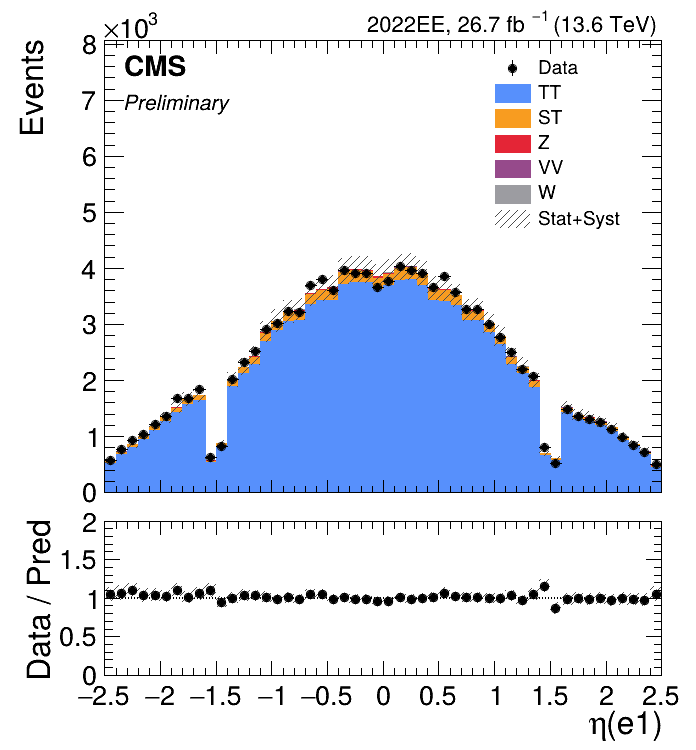 ×10³
2022EE, 26.7 fb ⁻¹ (13.6 TeV)
Events
CMS
Preliminary
Data
TT
ST
Z
VV
W
Stat+Syst
8
7
6
5
4
3
2
1
0
Data / Pred
2
1.5
1
0.5
0
−2.5 −2 −1.5 −1 −0.5 0 0.5 1 1.5 2 2.5
η(e1)